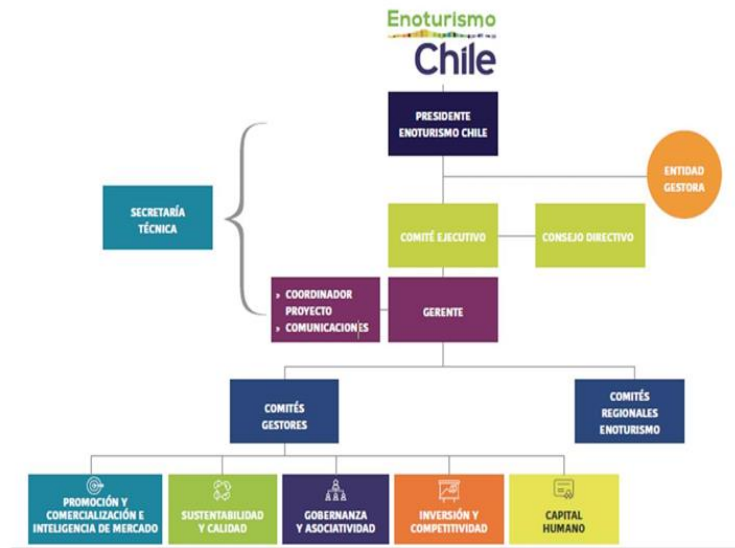 Enoturismo
Chile
PRESIDENTE
ENOTURISMO CHILE
ENTIDAD
GESTORA
SECRETARÍA
TÉCNICA
COMITÉ EJECUTIVO
CONSEJO DIRECTIVO
» COORDINADOR
PROYECTO
» COMUNICACIONES
GERENTE
COMITÉS
GESTORES
COMITÉS
REGIONALES
ENOTURISMO
PROMOCIÓN Y
COMERCIALIZACIÓN E
INTELIGENCIA DE MERCADO
SUSTENTABILIDAD
Y CALIDAD
GOBERNANZA
Y ASOCIATIVIDAD
INVERSIÓN Y
COMPETITIVIDAD
CAPITAL
HUMANO